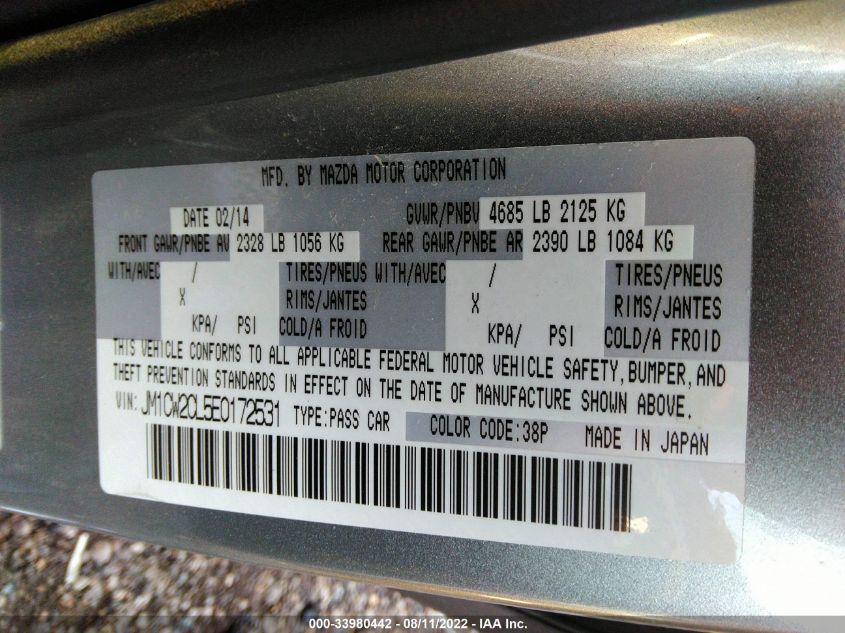 MFD. BY MAZDA MOTOR CORPORATION
DATE 02/14 GVWR/PNBV 4685 LB 2125 KG
FRONT GAWR/PNBE AV 2328 LB 1056 KG REAR GAWR/PNBE AR 2390 LB 1084 KG
WITH/AVEC / TIRES/PNEUS WITH/AVEC / TIRES/PNEUS
X RIMS/JANTES X RIMS/JANTES
KPA/ PSI COLD/A FROID KPA/ PSI COLD/A FROID
THIS VEHICLE CONFORMS TO ALL APPLICABLE FEDERAL MOTOR VEHICLE SAFETY, BUMPER, AND
THEFT PREVENTION STANDARDS IN EFFECT ON THE DATE OF MANUFACTURE SHOWN ABOVE.
VIN: JM1CW2CL5E0172531 TYPE:PASS CAR COLOR CODE:38P MADE IN JAPAN
000-33980442 - 08/11/2022 - IAA Inc.